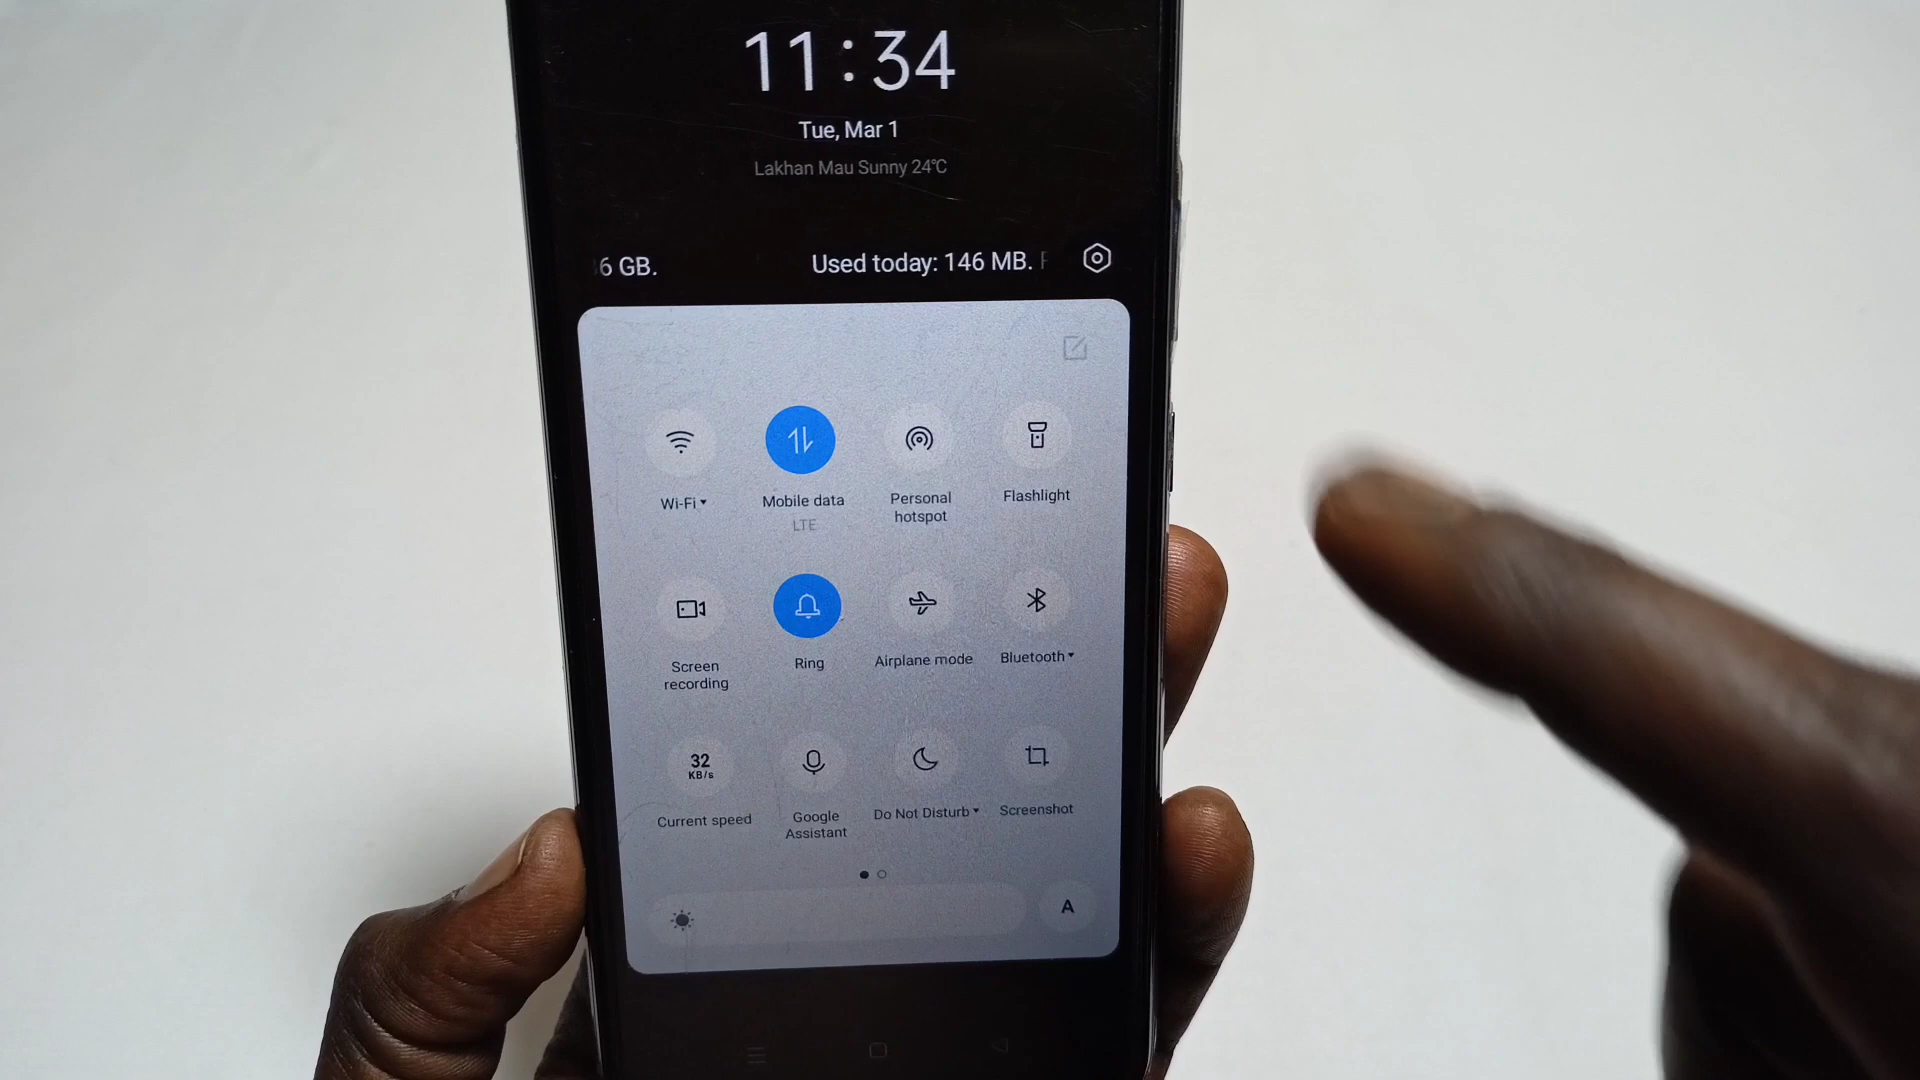 11:34
Tue, Mar 1
Lakhan Mau Sunny 24℃
6 GB. Used today: 146 MB.
Wi-Fi
Mobile data
LTE
Personal
hotspot
Flashlight
Screen
recording
Ring
Airplane mode
Bluetooth
32
KB/s
Current speed
Google
Assistant
Do Not Disturb
Screenshot
A